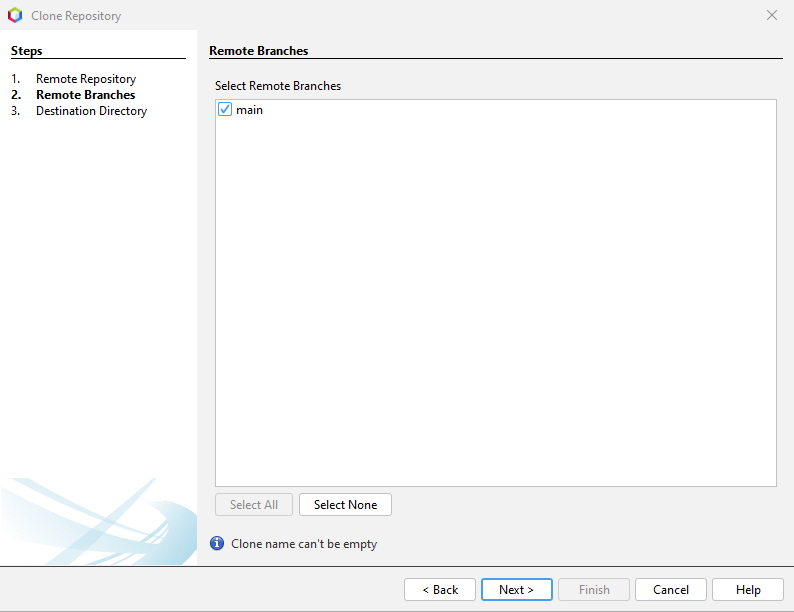 Clone Repository
Steps
1. Remote Repository
2. Remote Branches
3. Destination Directory
Remote Branches
Select Remote Branches
main
Select All
Select None
Clone name can't be empty
< Back
Next >
Finish
Cancel
Help